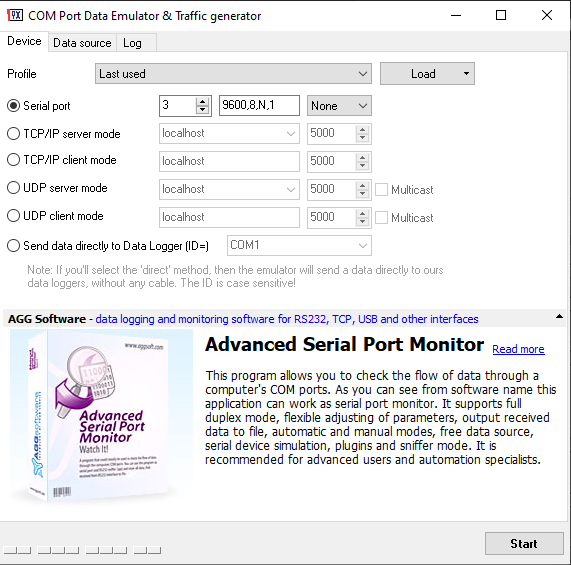 COM Port Data Emulator & Traffic generator
Device Data source Log
Profile Last used Load
Serial port 3 9600,8,N,1 None
TCP/IP server mode localhost 5000
TCP/IP client mode localhost 5000
UDP server mode localhost 5000 Multicast
UDP client mode localhost 5000 Multicast
Send data directly to Data Logger (ID=) COM1
Note: If you'll select the 'direct' method, then the emulator will send a data directly to ours
data loggers, without any cable. The ID is case sensitive!
AGG Software - data logging and monitoring software for RS232, TCP, USB and other interfaces
www.aggsoft.com
Advanced
Serial Port
Monitor
Watch It!
AGGsoftware
Advanced Serial Port Monitor Read more
This program allows you to check the flow of data through a
computer's COM ports. As you can see from software name this
application can work as serial port monitor. It supports full
duplex mode, flexible adjusting of parameters, output received
data to file, automatic and manual modes, free data source,
serial device simulation, plugins and sniffer mode. It is
recommended for advanced users and automation specialists.
Start